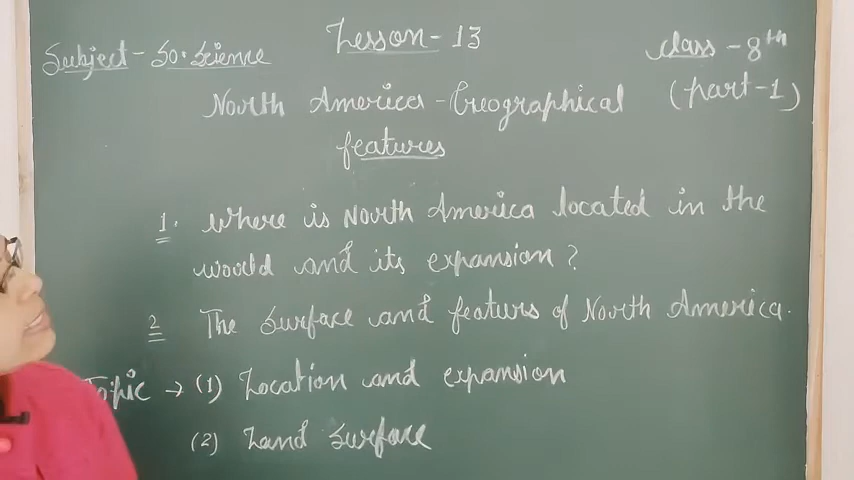 Lesson - 13
Subject - So. Science
class - 8th
North America - Geographical (part - 1)
features
1. Where is North America located in the
world and its expansion ?
2 The Surface and featurs of North America.
Topic → (1) Location and expansion
(2) Land Surface